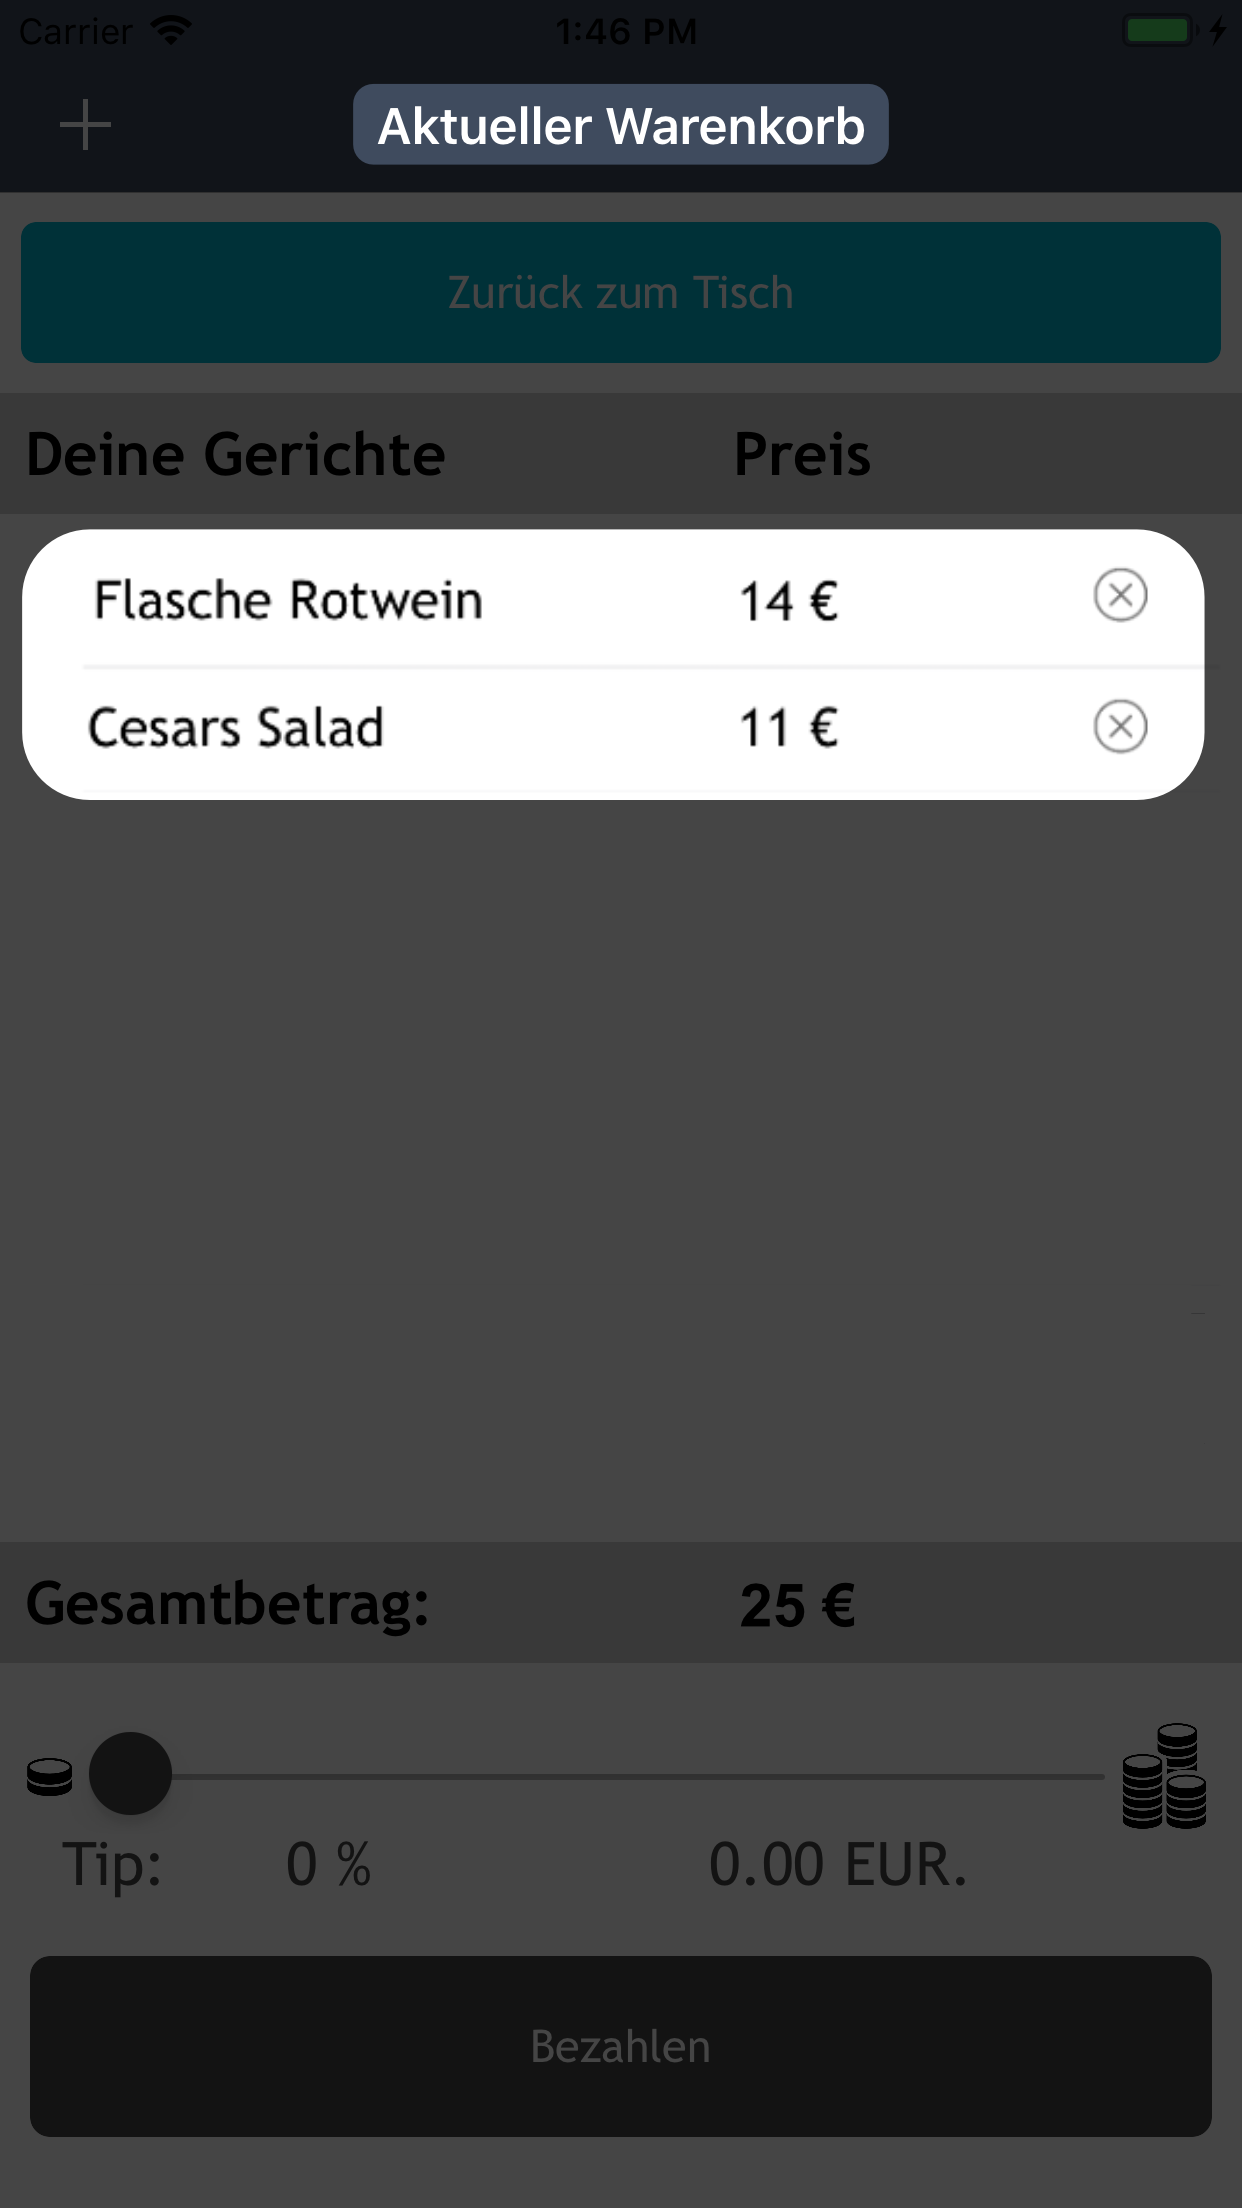 Carrier 1:46 PM
Aktueller Warenkorb
Zurück zum Tisch
Deine Gerichte Preis
Flasche Rotwein 14 €
Cesars Salad 11 €
Gesamtbetrag: 25 €
Tip: 0 % 0.00 EUR.
Bezahlen